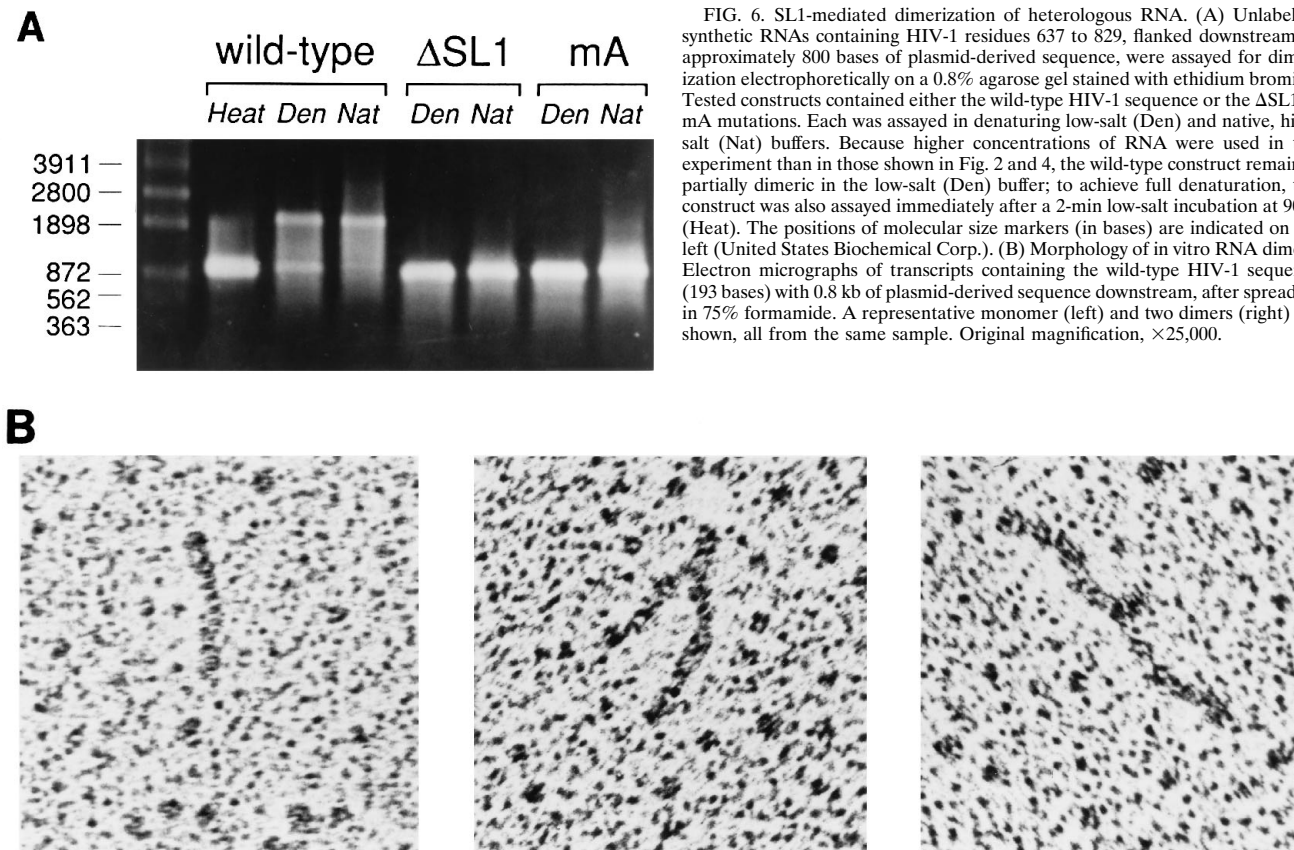 A
wild-type ΔSL1 mA
Heat Den Nat Den Nat Den Nat
3911
2800
1898
872
562
363
FIG. 6. SL1-mediated dimerization of heterologous RNA. (A) Unlabel
synthetic RNAs containing HIV-1 residues 637 to 829, flanked downstream
approximately 800 bases of plasmid-derived sequence, were assayed for dim
ization electrophoretically on a 0.8% agarose gel stained with ethidium bromi
Tested constructs contained either the wild-type HIV-1 sequence or the ΔSL1
mA mutations. Each was assayed in denaturing low-salt (Den) and native, hi
salt (Nat) buffers. Because higher concentrations of RNA were used in
experiment than in those shown in Fig. 2 and 4, the wild-type construct remain
partially dimeric in the low-salt (Den) buffer; to achieve full denaturation,
construct was also assayed immediately after a 2-min low-salt incubation at 90
(Heat). The positions of molecular size markers (in bases) are indicated on
left (United States Biochemical Corp.). (B) Morphology of in vitro RNA dime
Electron micrographs of transcripts containing the wild-type HIV-1 sequen
(193 bases) with 0.8 kb of plasmid-derived sequence downstream, after spread
in 75% formamide. A representative monomer (left) and two dimers (right)
shown, all from the same sample. Original magnification, ×25,000.
B